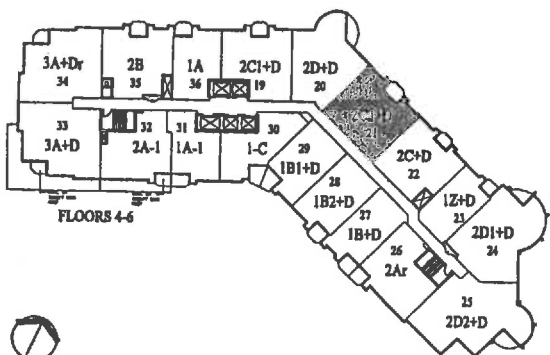 3A+Dr
34
2B
35
1A
36
2C1+D
19
2D+D
20
21
33
3A+D
32
2A-1
31
1A-1
30
1-C
29
1B1+D
28
1B2+D
27
1B+D
26
2Ar
2C+D
22
1Z+D
23
2D1+D
24
25
2D2+D
FLOORS 4-6